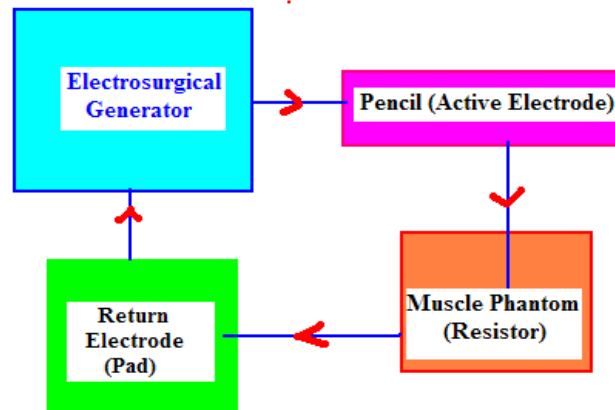 Electrosurgical
Generator
Pencil (Active Electrode)
Muscle Phantom
(Resistor)
Return
Electrode
(Pad)